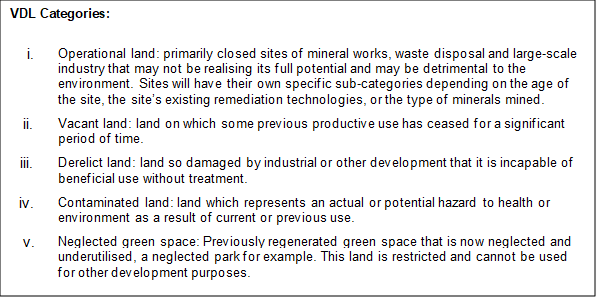 VDL Categories:
i. Operational land: primarily closed sites of mineral works, waste disposal and large-scale
industry that may not be realising its full potential and may be detrimental to the
environment. Sites will have their own specific sub-categories depending on the age of
the site, the site's existing remediation technologies, or the type of minerals mined.
ii. Vacant land: land on which some previous productive use has ceased for a significant
period of time.
iii. Derelict land: land so damaged by industrial or other development that it is incapable of
beneficial use without treatment.
iv. Contaminated land: land which represents an actual or potential hazard to health or
environment as a result of current or previous use.
v. Neglected green space: Previously regenerated green space that is now neglected and
underutilised, a neglected park for example. This land is restricted and cannot be used
for other development purposes.